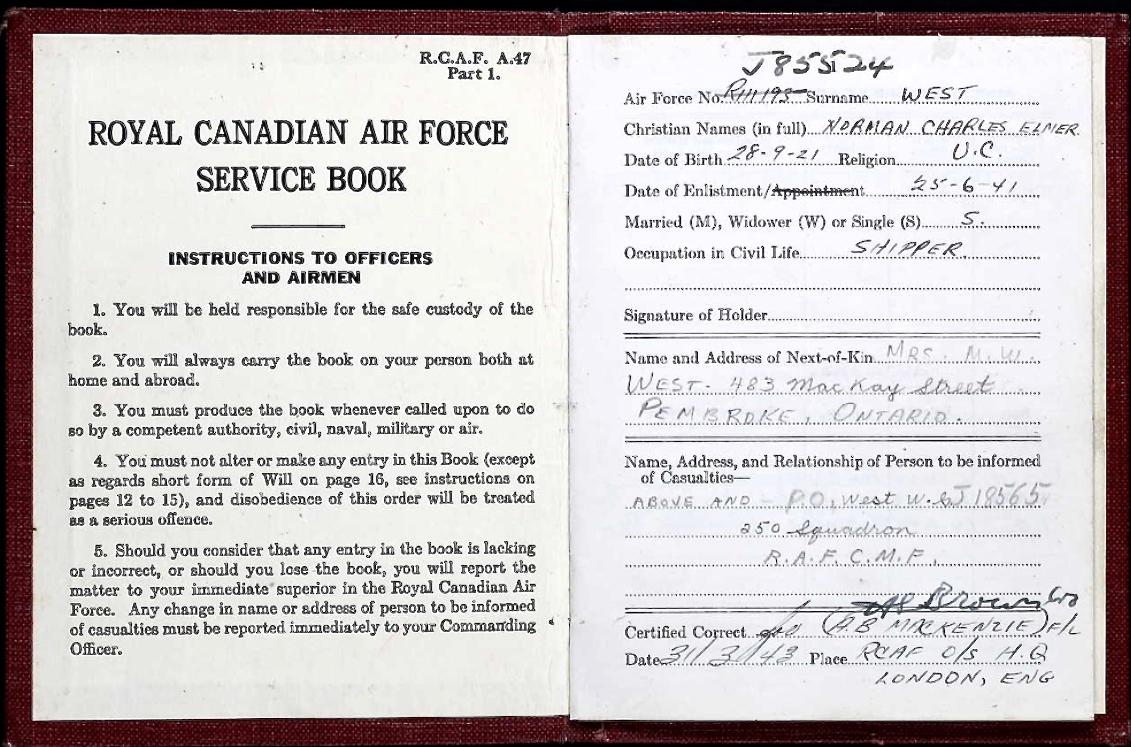 R.C.A.F. A.47
Part 1.
ROYAL CANADIAN AIR FORCE
SERVICE BOOK
INSTRUCTIONS TO OFFICERS
AND AIRMEN
1. You will be held responsible for the safe custody of the
book.
2. You will always carry the book on your person both at
home and abroad.
3. You must produce the book whenever called upon to do
so by a competent authority, civil, naval, military or air.
4. You must not alter or make any entry in this Book (except
as regards short form of Will on page 16, see instructions on
pages 12 to 15), and disobedience of this order will be treated
as a serious offence.
5. Should you consider that any entry in the book is lacking
or incorrect, or should you lose the book, you will report the
matter to your immediate superior in the Royal Canadian Air
Force. Any change in name or address of person to be informed
of casualties must be reported immediately to your Commanding
Officer.
J85524
Air Force No. R111195 Surname WEST
Christian Names (in full) NORMAN CHARLES ELMER
Date of Birth 28-9-21 Religion U.C.
Date of Enlistment/Appointment 25-6-41
Married (M), Widower (W) or Single (S) S.
Occupation in Civil Life SHIPPER.
Signature of Holder
Name and Address of Next-of-Kin MRS. M. W.
WEST - 483 MacKay Street
PEMBROKE, ONTARIO.
Name, Address, and Relationship of Person to be informed
of Casualties—
ABOVE AND - P.O. West W. J18565
250 Squadron
R.A.F. C.M.F.
Brown
Certified Correct (A.B MACKENZIE) F/L
Date 31/3/43 Place RCAF O/S H.Q
LONDON, ENG